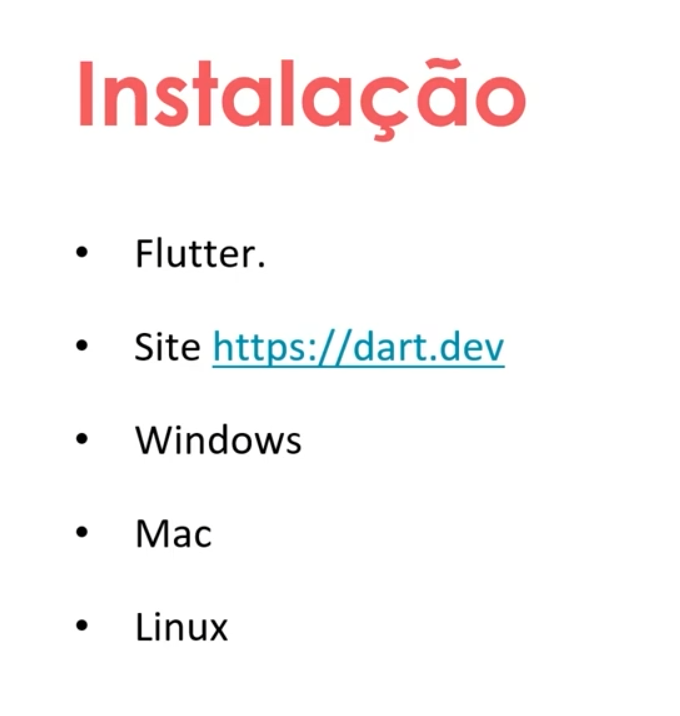 Instalação
• Flutter.
• Site https://dart.dev
• Windows
• Mac
• Linux